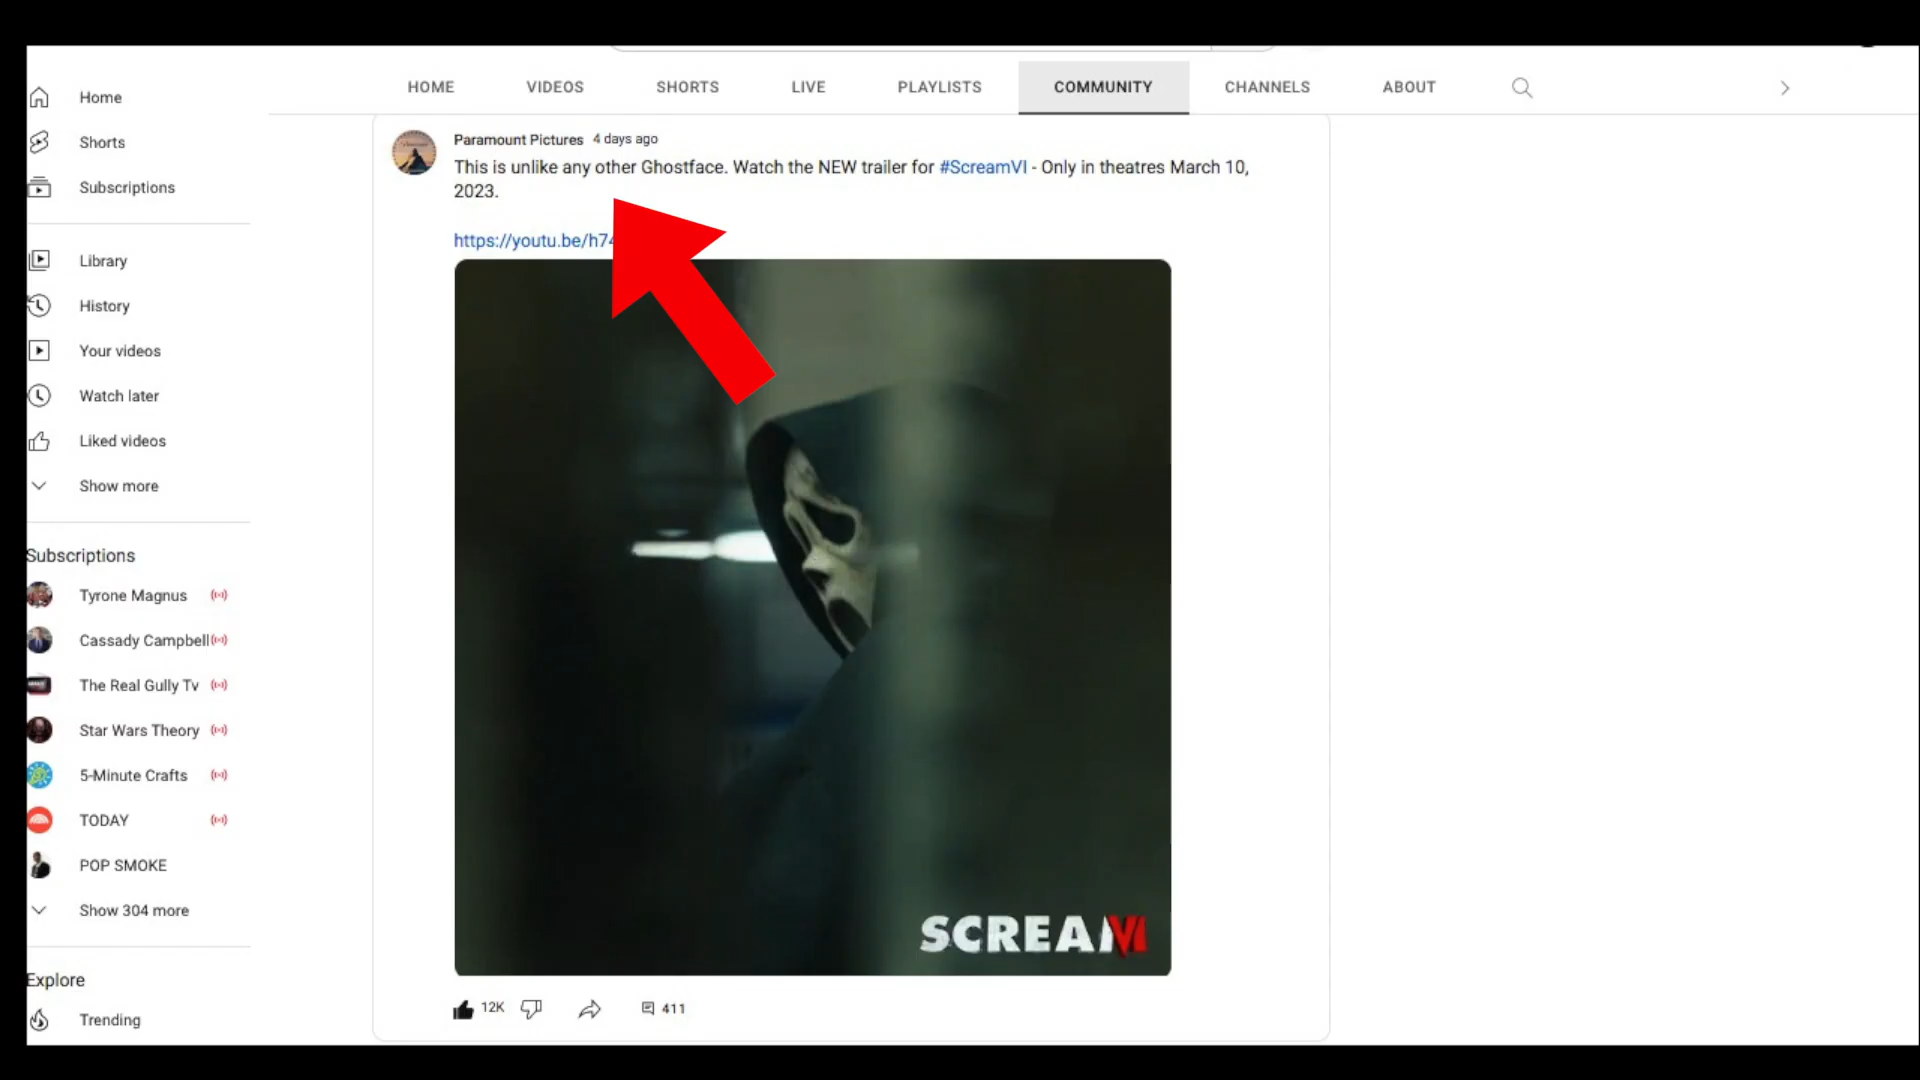 HOME
VIDEOS
SHORTS
LIVE
PLAYLISTS
COMMUNITY
CHANNELS
ABOUT
Home
Shorts
Subscriptions
Library
History
Your videos
Watch later
Liked videos
Show more
Subscriptions
Tyrone Magnus
Cassady Campbell
The Real Gully Tv
Star Wars Theory
5-Minute Crafts
TODAY
POP SMOKE
Show 304 more
Explore
Trending
Paramount Pictures 4 days ago
This is unlike any other Ghostface. Watch the NEW trailer for #ScreamVI - Only in theatres March 10,
2023.
https://youtu.be/h74
SCREAM VI
12K
411